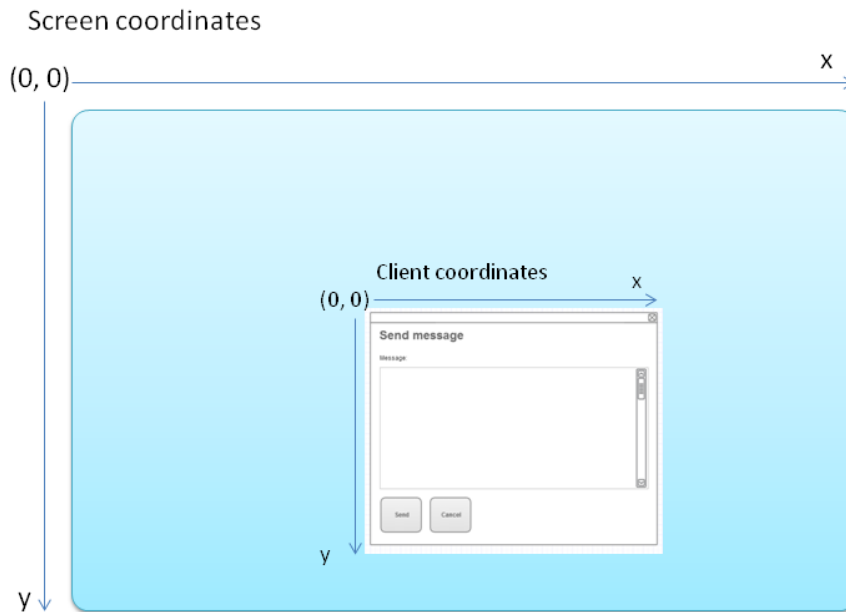 Screen coordinates
x
(0, 0)
Client coordinates
x
(0, 0)
Send message
Message
Send Cancel
y
y